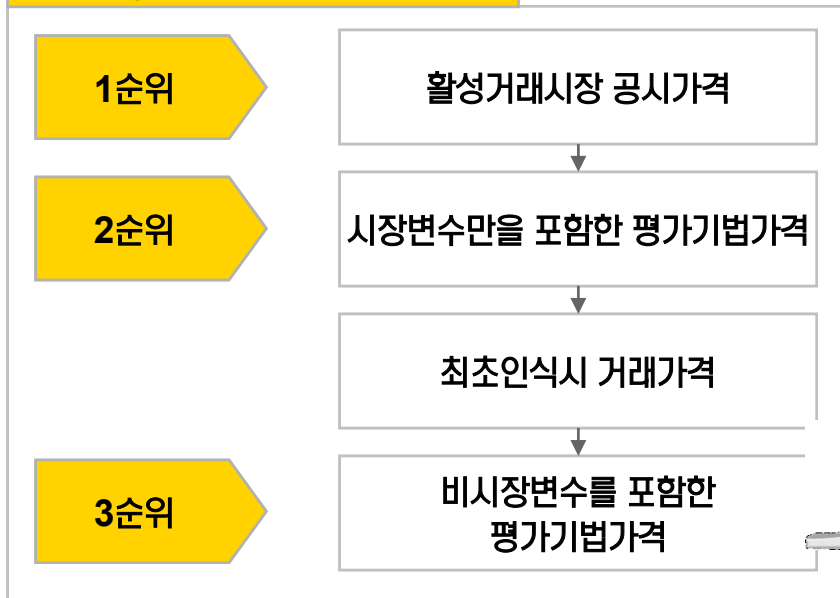 1순위
활성거래시장 공시가격
2순위
시장변수만을 포함한 평가기법가격
최초인식시 거래가격
3순위
비시장변수를 포함한
평가기법가격